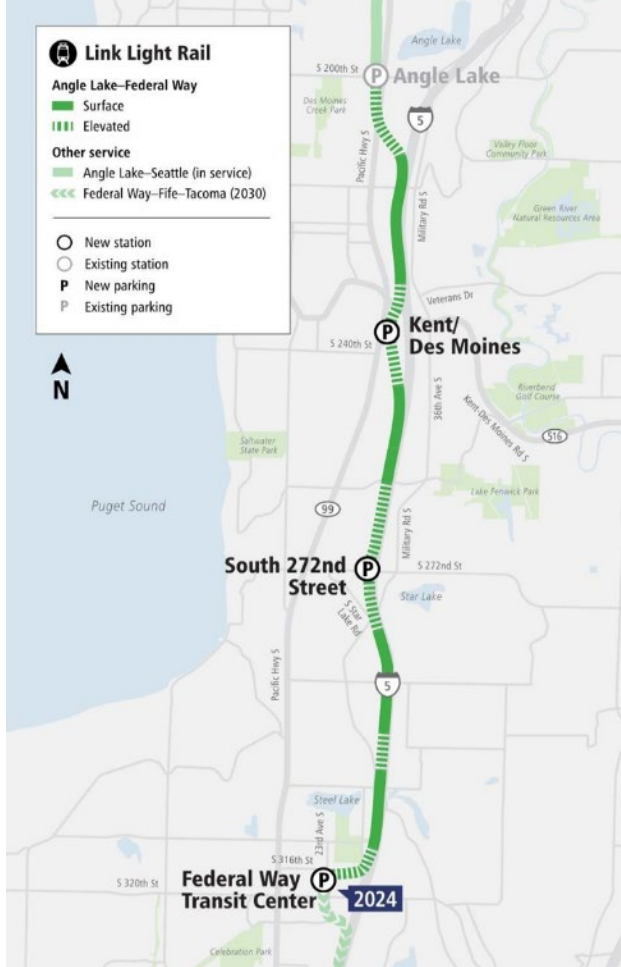 Link Light Rail
Angle Lake–Federal Way
Surface
Elevated
Other service
Angle Lake–Seattle (in service)
Federal Way–Fife–Tacoma (2030)
New station
Existing station
P New parking
P Existing parking
N
Angle Lake
S 200th St
P Angle Lake
Des Moines
Creek Park
5
Pacific Hwy S
Valley Floor
Community Park
Military Rd S
Green River
Natural Resources Area
Veterans Dr
P Kent/
Des Moines
S 240th St
36th Ave S
Riverbend
Golf Course
Kent-Des Moines Rd S
516
Saltwater
State Park
Lake Fenwick Park
Puget Sound
99
Military Rd S
South 272nd
Street
P
S 272nd St
Star Lake
S Star
Lake Rd
Pacific Hwy S
5
Steel Lake
23rd Ave S
S 316th St
S 320th St
Federal Way
Transit Center
P
2024
Celebration Park